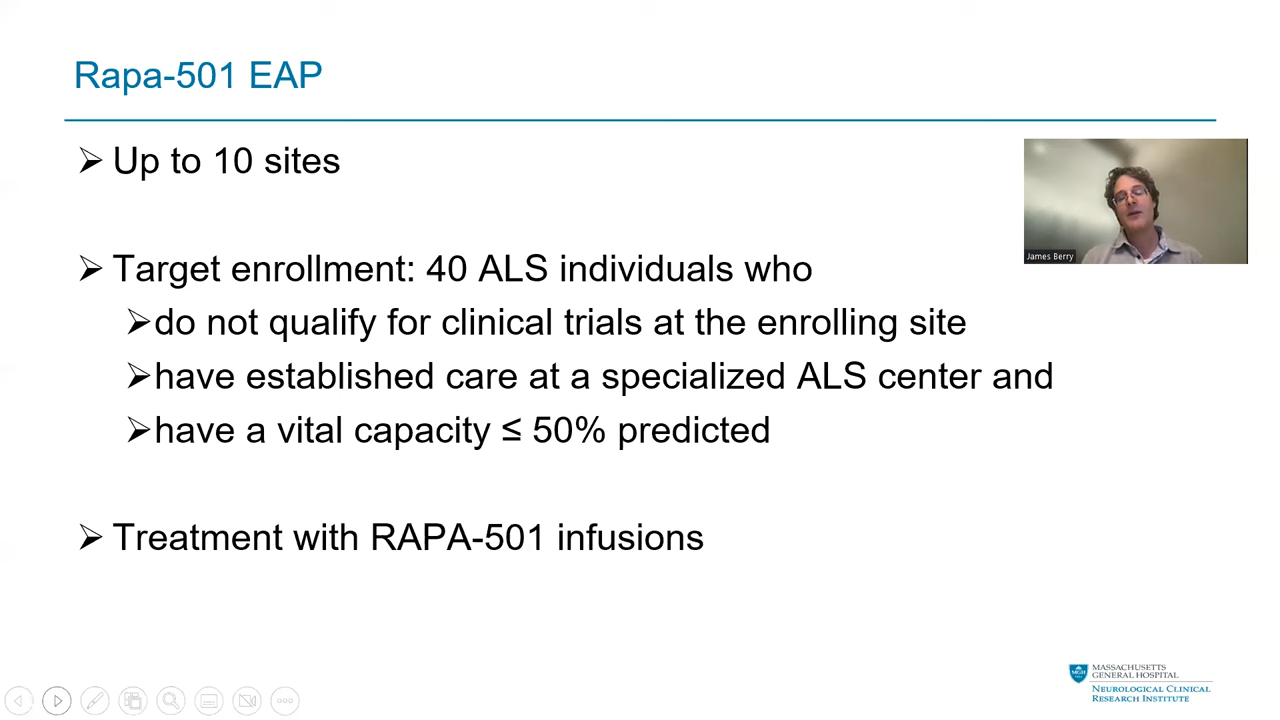 Rapa-501 EAP
Up to 10 sites
Target enrollment: 40 ALS individuals who
do not qualify for clinical trials at the enrolling site
have established care at a specialized ALS center and
have a vital capacity ≤ 50% predicted
Treatment with RAPA-501 infusions
James Berry
MGH
MASSACHUSETTS
GENERAL HOSPITAL
NEUROLOGICAL CLINICAL
RESEARCH INSTITUTE